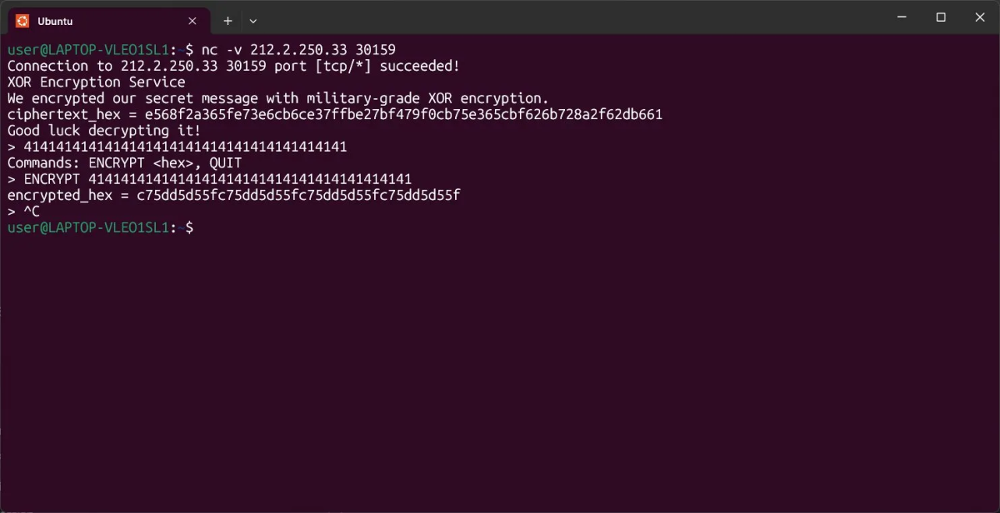 Ubuntu
user@LAPTOP-VLEO1SL1:~$ nc -v 212.2.250.33 30159
Connection to 212.2.250.33 30159 port [tcp/*] succeeded!
XOR Encryption Service
We encrypted our secret message with military-grade XOR encryption.
ciphertext_hex = e568f2a365fe73e6cb6ce37ffbe27bf479f0cb75e365cbf626b728a2f62db661
Good luck decrypting it!
> 4141414141414141414141414141414141414141
Commands: ENCRYPT <hex>, QUIT
> ENCRYPT 4141414141414141414141414141414141414141
encrypted_hex = c75dd5d55fc75dd5d55fc75dd5d55fc75dd5d55f
> ^C
user@LAPTOP-VLEO1SL1:~$